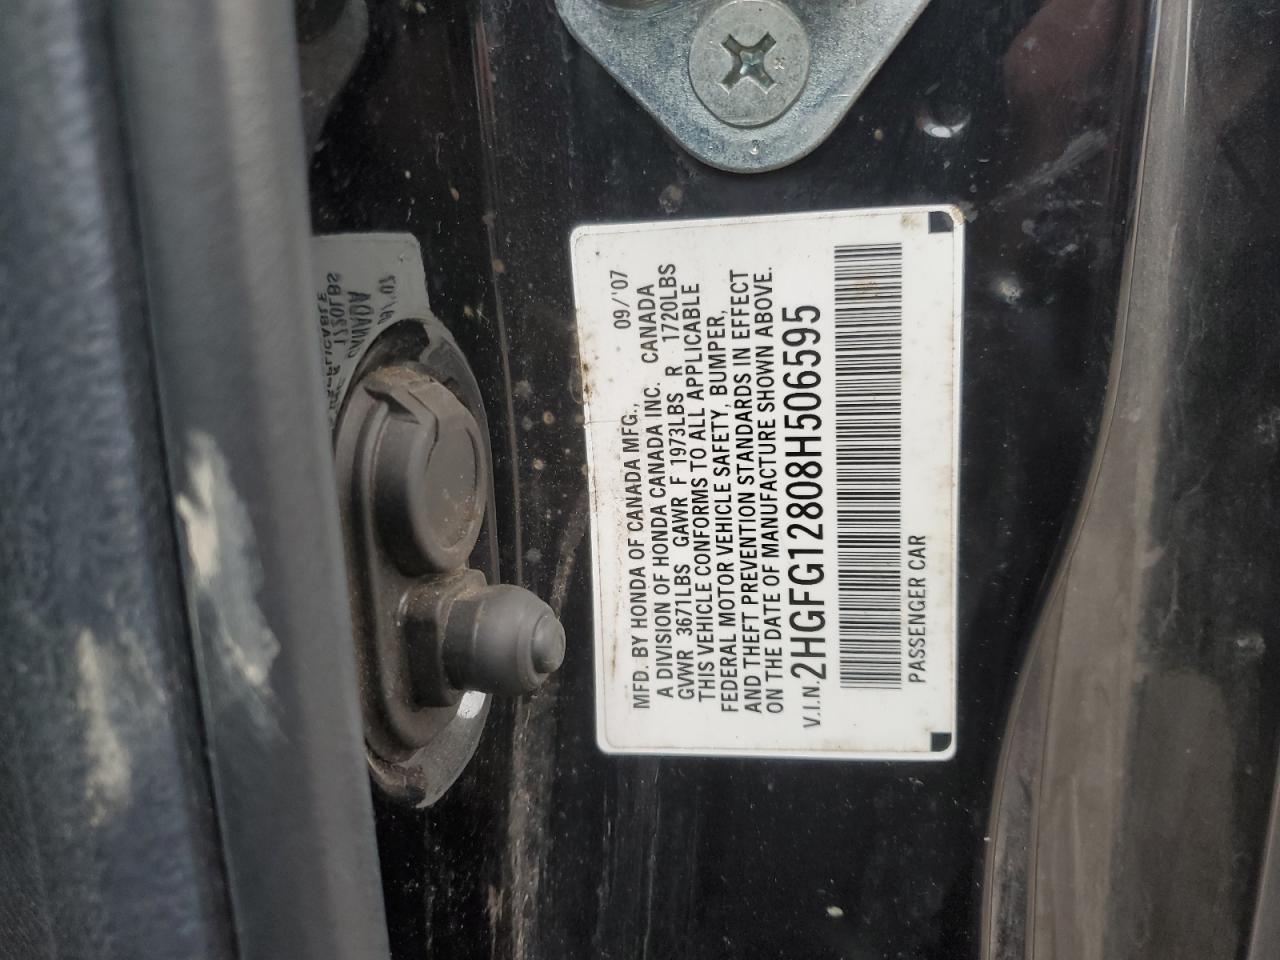 09/'07
MFD. BY HONDA OF CANADA MFG.,
A DIVISION OF HONDA CANADA INC. CANADA
GVWR 3671LBS GAWR F 1973LBS R 1720LBS
THIS VEHICLE CONFORMS TO ALL APPLICABLE
FEDERAL MOTOR VEHICLE SAFETY, BUMPER,
AND THEFT PREVENTION STANDARDS IN EFFECT
ON THE DATE OF MANUFACTURE SHOWN ABOVE.
V.I.N. 2HGFG12808H506595
PASSENGER CAR